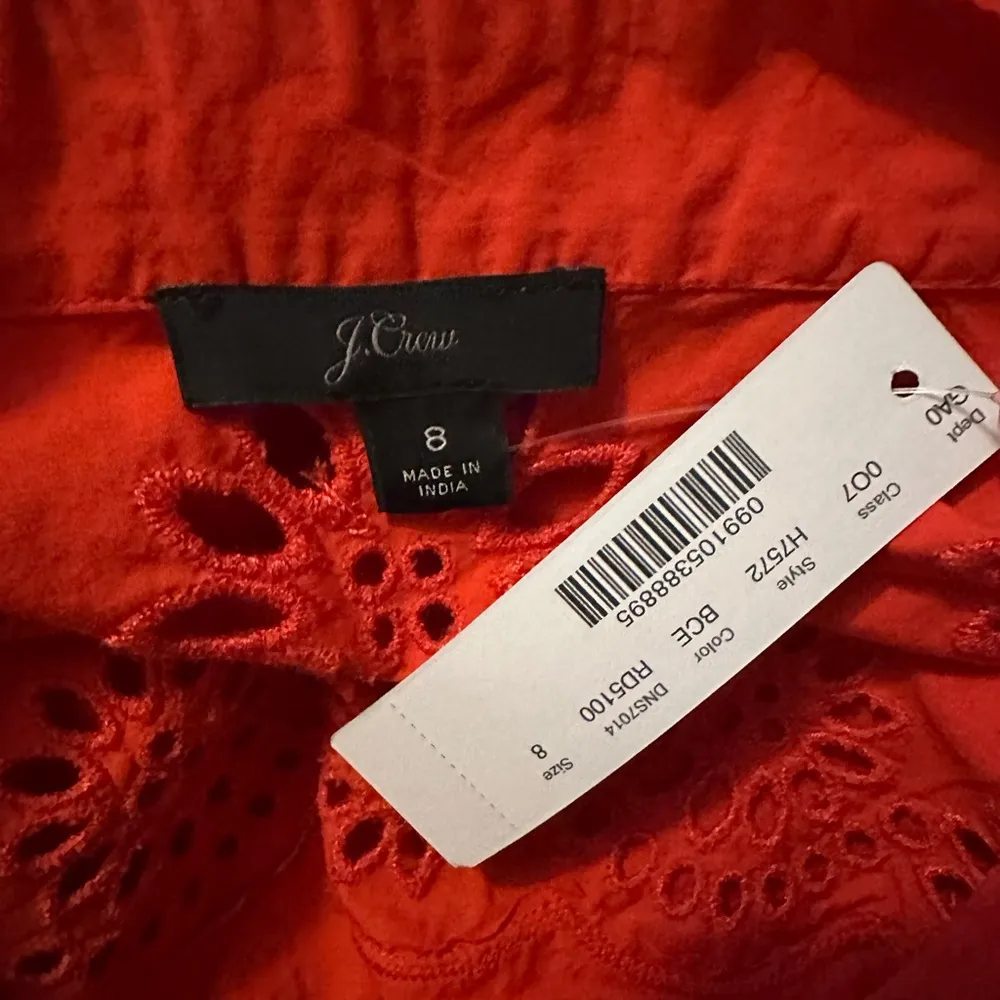 J.Crew
8
MADE IN
INDIA
Dept
GA0
Class
007
Style
H7572
Color
BCE
DNS7014
RD5100
Size
8
099105388895